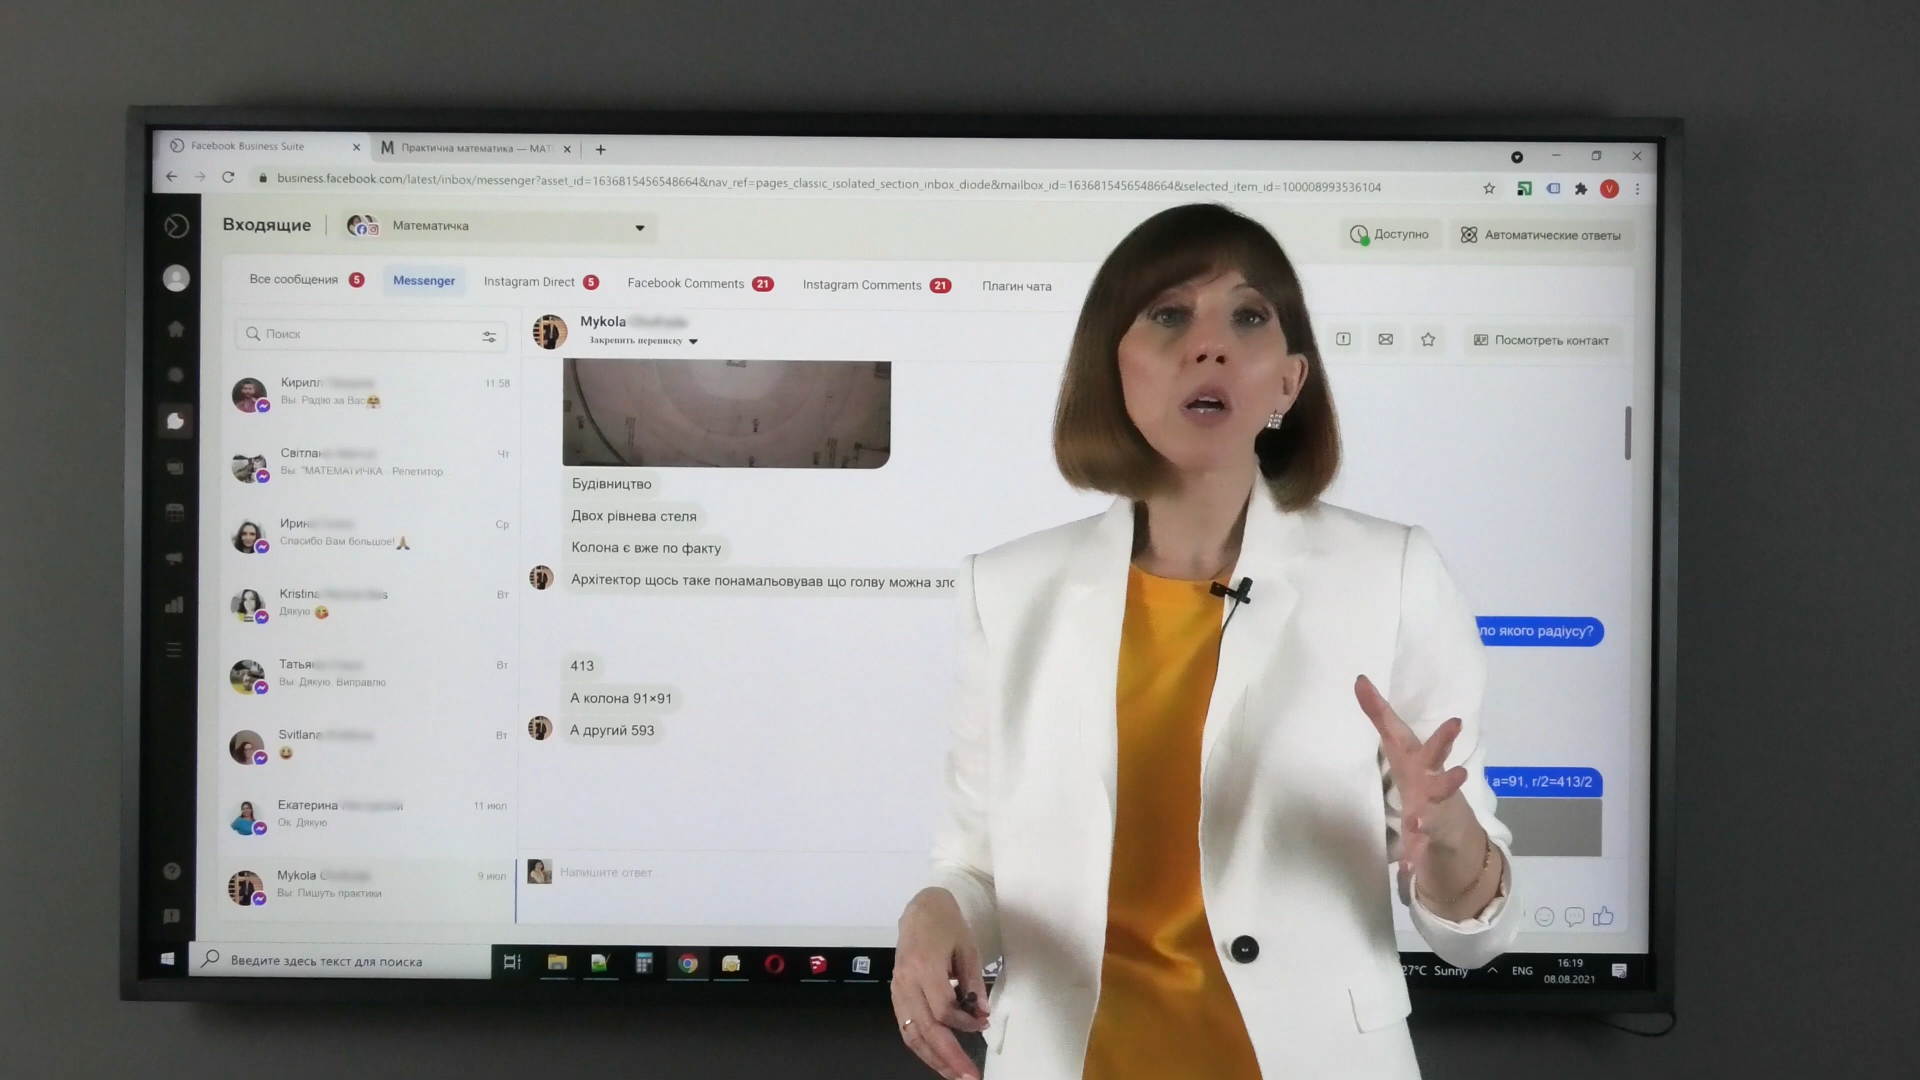 Facebook Business Suite
Практична математика — МАТ
business.facebook.com/latest/inbox/messenger?asset_id=1636815456548664&nav_ref=pages_classic_isolated_section_inbox_diode&mailbox_id=1636815456548664&selected_item_id=100008993536104
V
Входящие
Математичка
Доступно
Автоматические ответы
Все сообщения 5
Messenger
Instagram Direct 5
Facebook Comments 21
Instagram Comments 21
Плагин чата
Поиск
Mykola
Закрепить переписку
Посмотреть контакт
Кирилл
11:58
Вы: Радію за Вас
Світлан
Чт
Вы: "МАТЕМАТИЧКА - Репетитор
Ирин
Ср
Спасибо Вам большое!
Kristina
Вт
Дякую
Татья
Вт
Вы: Дякую. Виправлю
Svitlana
Вт
Екатерина
11 июл
Ок. Дякую
Mykola
9 июл
Вы: Пишуть практики
Будівництво
Двох рівнева стеля
Колона є вже по факту
Архітектор щось таке понамальовував що голву можна зло
ло якого радіусу?
413
А колона 91×91
А другий 593
a=91, r/2=413/2
Напишите ответ
Введите здесь текст для поиска
27°C Sunny
ENG
16:19
08.08.2021